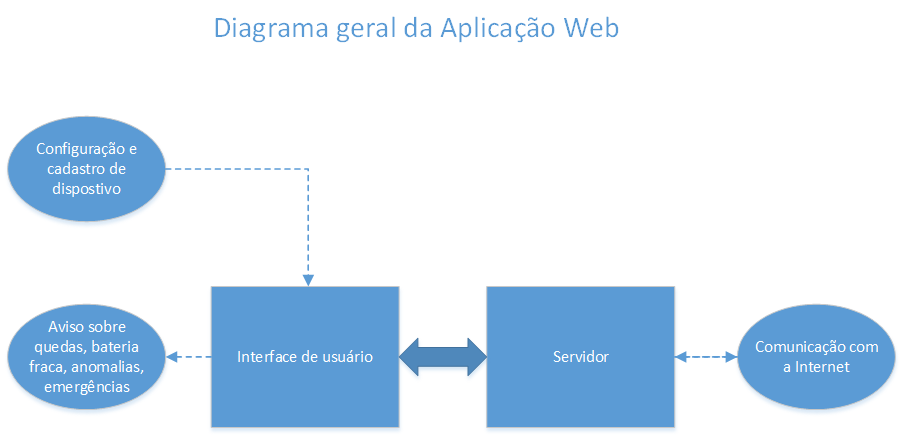 Diagrama geral da Aplicação Web
Configuração e
cadastro de
dispostivo
Aviso sobre
quedas, bateria
fraca, anomalias,
emergências
Interface de usuário
Servidor
Comunicação com
a Internet